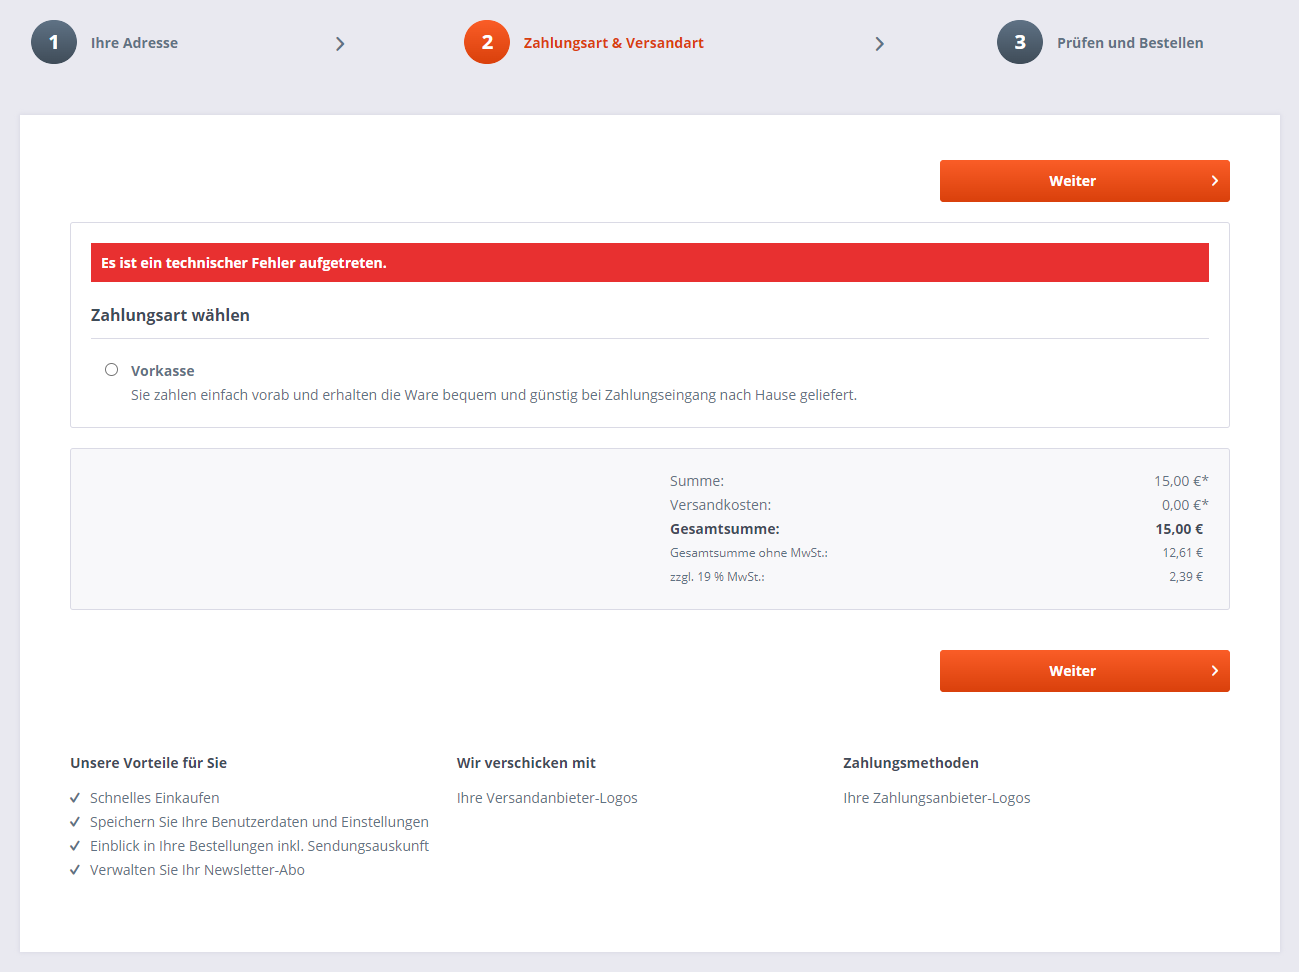 1 Ihre Adresse
2 Zahlungsart & Versandart
3 Prüfen und Bestellen
Weiter
Es ist ein technischer Fehler aufgetreten.
Zahlungsart wählen
Vorkasse
Sie zahlen einfach vorab und erhalten die Ware bequem und günstig bei Zahlungseingang nach Hause geliefert.
Summe: 15,00 €*
Versandkosten: 0,00 €*
Gesamtsumme: 15,00 €
Gesamtsumme ohne MwSt.: 12,61 €
zzgl. 19 % MwSt.: 2,39 €
Weiter
Unsere Vorteile für Sie
Schnelles Einkaufen
Speichern Sie Ihre Benutzerdaten und Einstellungen
Einblick in Ihre Bestellungen inkl. Sendungsauskunft
Verwalten Sie Ihr Newsletter-Abo
Wir verschicken mit
Ihre Versandanbieter-Logos
Zahlungsmethoden
Ihre Zahlungsanbieter-Logos